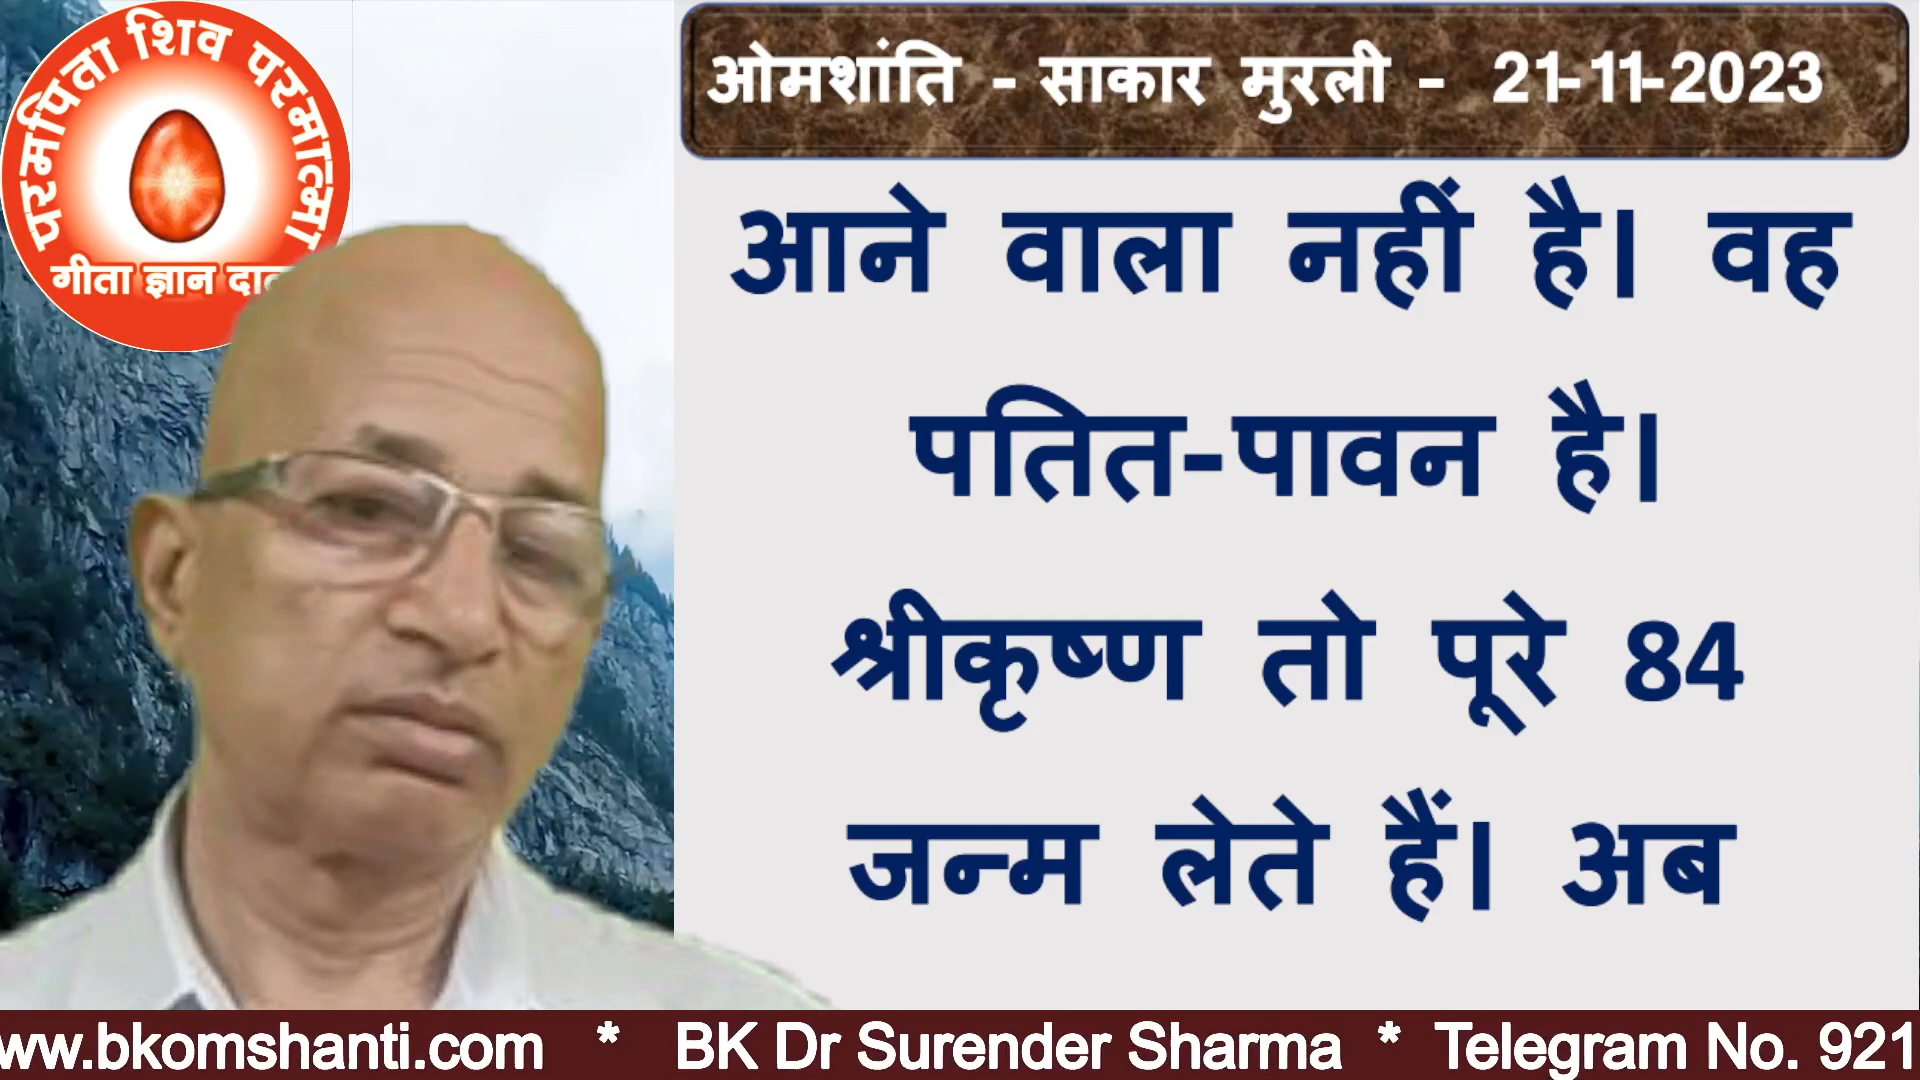 परमपिता शिव परमात्मा
गीता ज्ञान
ओमशांति - साकार मुरली - 21-11-2023
आने वाला नहीं है। वह
पतित-पावन है।
श्रीकृष्ण तो पूरे 84
जन्म लेते हैं। अब
ww.bkomshanti.com * BK Dr Surender Sharma * Telegram No. 921